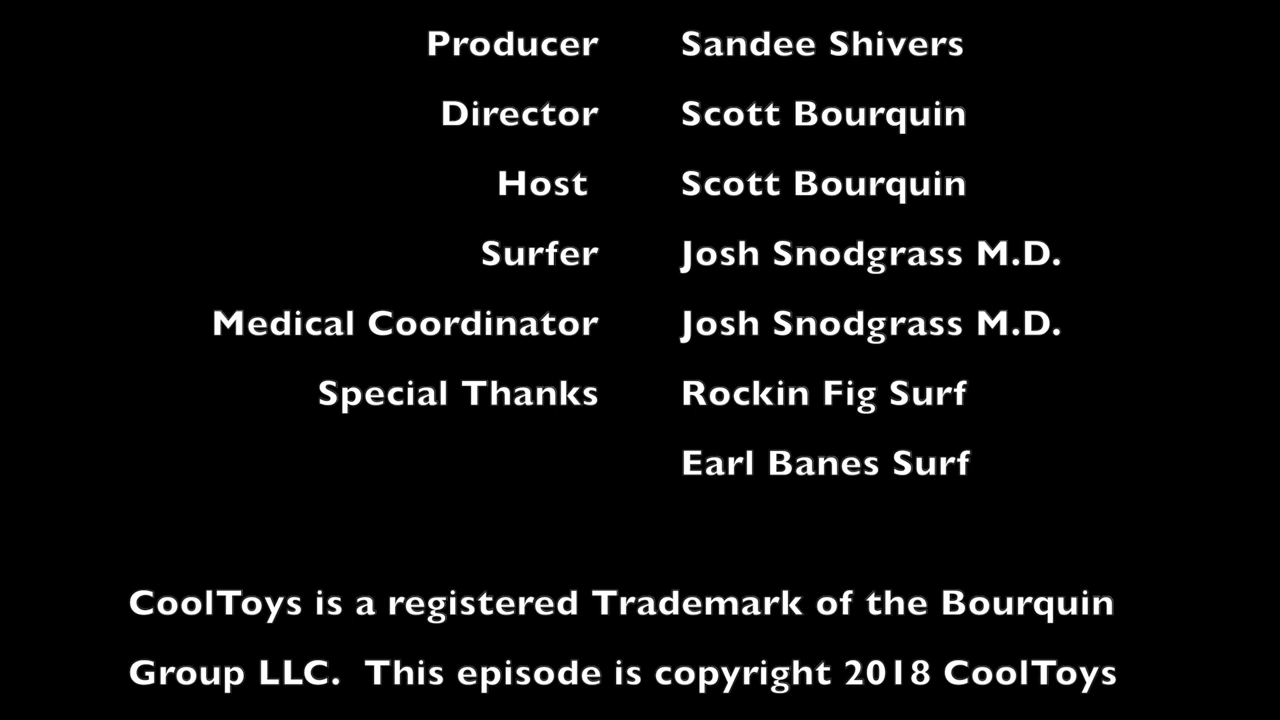 Producer Sandee Shivers
Director Scott Bourquin
Host Scott Bourquin
Surfer Josh Snodgrass M.D.
Medical Coordinator Josh Snodgrass M.D.
Special Thanks Rockin Fig Surf
Earl Banes Surf
CoolToys is a registered Trademark of the Bourquin
Group LLC.  This episode is copyright 2018 CoolToys